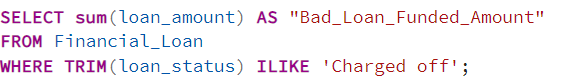 SELECT sum(loan_amount) AS "Bad_Loan_Funded_Amount"
FROM Financial_Loan
WHERE TRIM(loan_status) ILIKE 'Charged off';